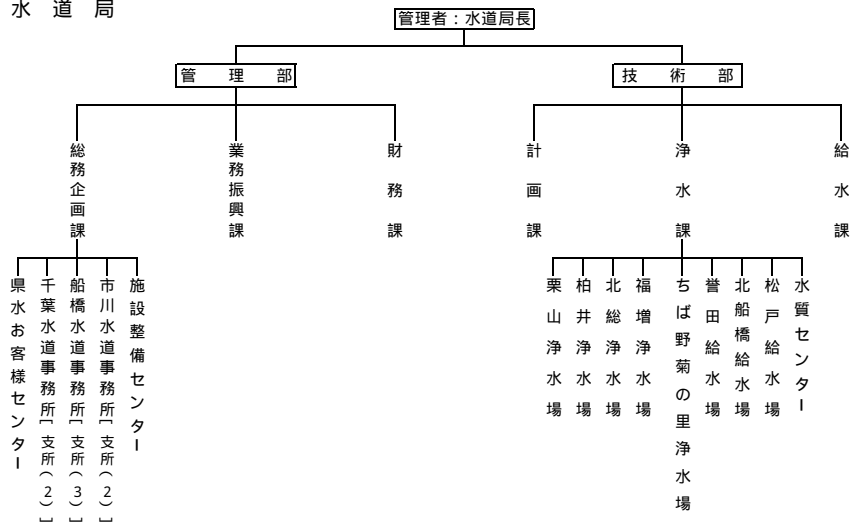 水道局
管理者：水道局長
管理部
技術部
総務企画課
業務振興課
財務課
計画課
浄水課
給水課
県水お客様センター
千葉水道事務所［支所（２）］
船橋水道事務所［支所（３）］
市川水道事務所［支所（２）］
施設整備センター
栗山浄水場
柏井浄水場
北総浄水場
福増浄水場
ちば野菊の里浄水場
誉田給水場
北船橋給水場
松戸給水場
水質センター